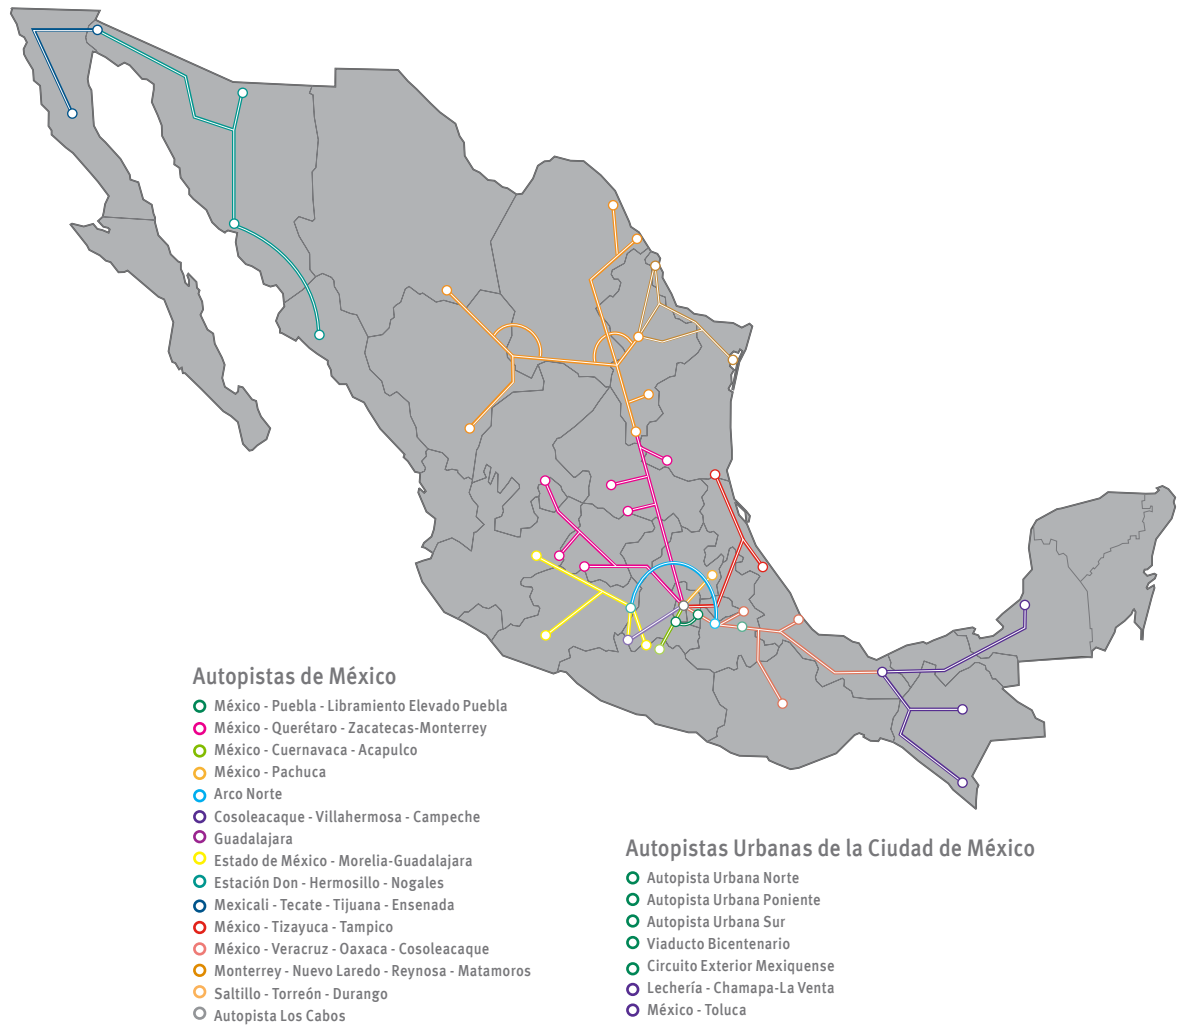 Autopistas de México
México - Puebla - Libramiento Elevado Puebla
México - Querétaro - Zacatecas-Monterrey
México - Cuernavaca - Acapulco
México - Pachuca
Arco Norte
Cosoleacaque - Villahermosa - Campeche
Guadalajara
Estado de México - Morelia-Guadalajara
Estación Don - Hermosillo - Nogales
Mexicali - Tecate - Tijuana - Ensenada
México - Tizayuca - Tampico
México - Veracruz - Oaxaca - Cosoleacaque
Monterrey - Nuevo Laredo - Reynosa - Matamoros
Saltillo - Torreón - Durango
Autopista Los Cabos
Autopistas Urbanas de la Ciudad de México
Autopista Urbana Norte
Autopista Urbana Poniente
Autopista Urbana Sur
Viaducto Bicentenario
Circuito Exterior Mexiquense
Lechería - Chamapa-La Venta
México - Toluca